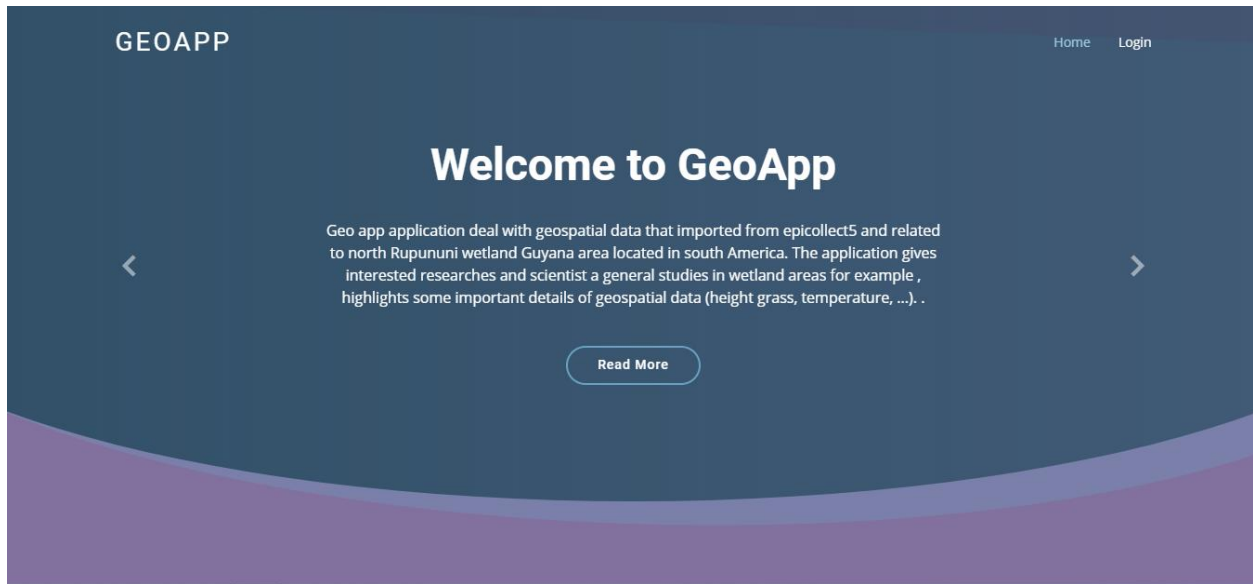 GEOAPP
Home Login
Welcome to GeoApp
Geo app application deal with geospatial data that imported from epicollect5 and related
to north Rupununi wetland Guyana area located in south America. The application gives
interested researches and scientist a general studies in wetland areas for example ,
highlights some important details of geospatial data (height grass, temperature, ...). .
Read More